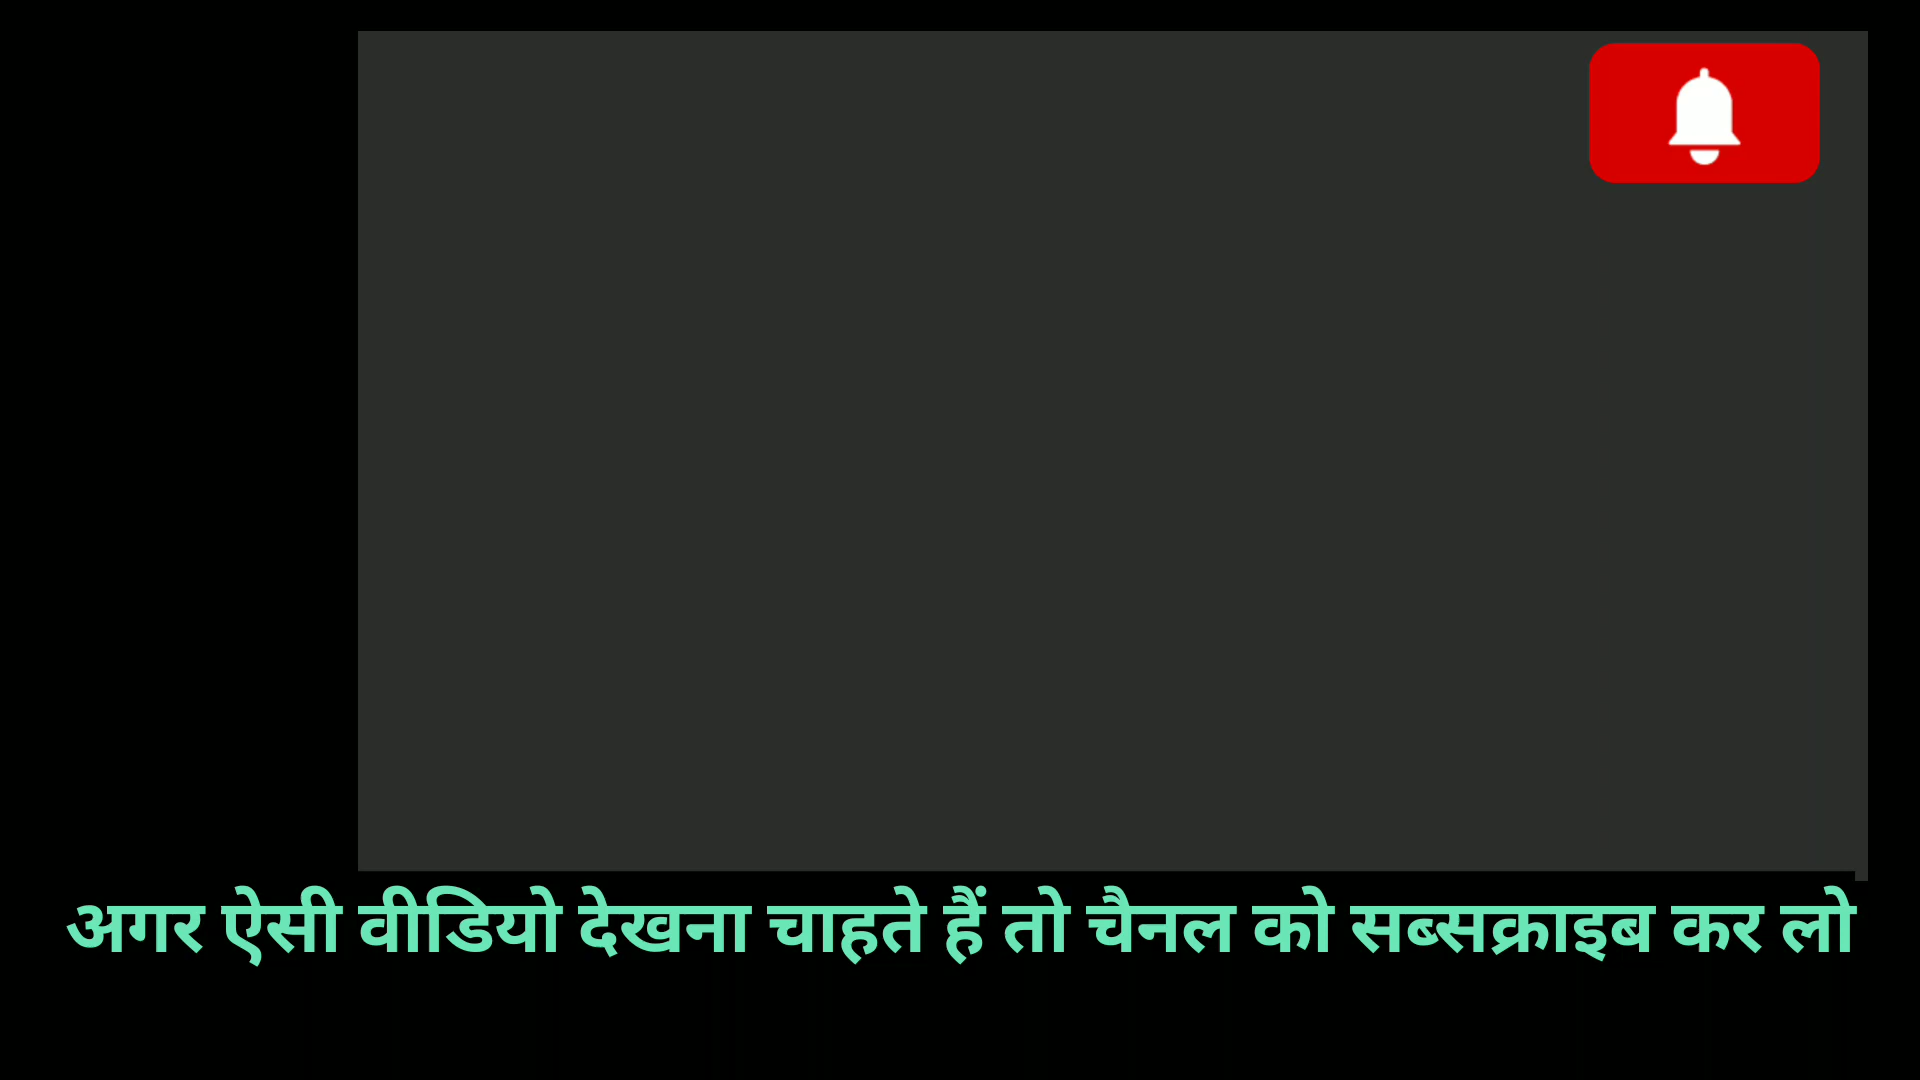 अगर ऐसी वीडियो देखना चाहते हैं तो चैनल को सब्सक्राइब कर लो